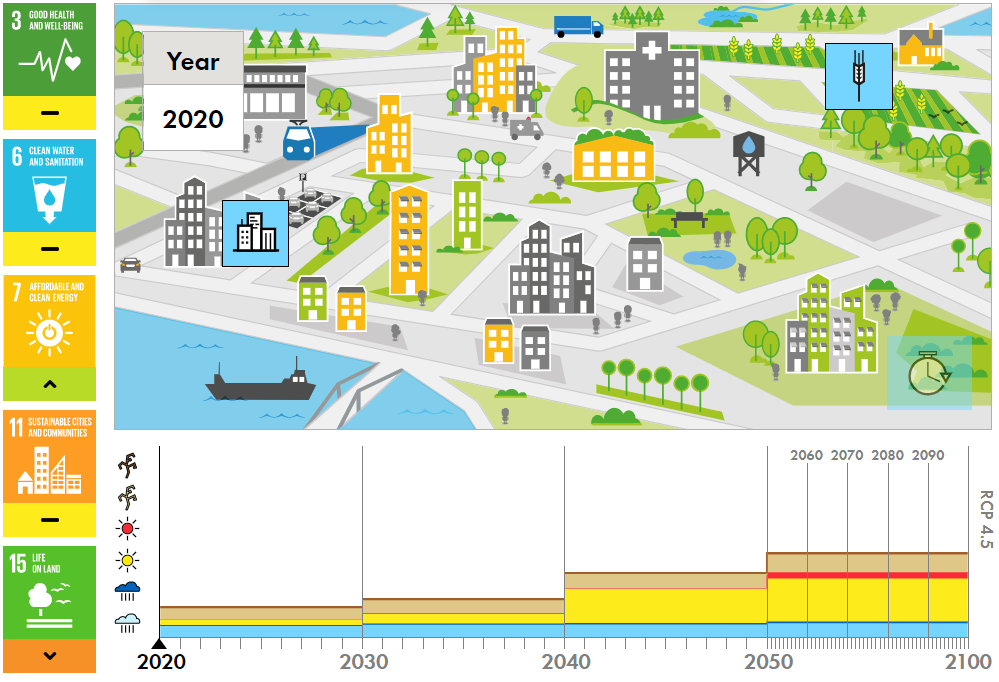 3 GOOD HEALTH
AND WELL-BEING
6 CLEAN WATER
AND SANITATION
7 AFFORDABLE AND
CLEAN ENERGY
11 SUSTAINABLE CITIES
AND COMMUNITIES
15 LIFE
ON LAND
Year
2020
2060 2070 2080 2090
RCP 4.5
2020 2030 2040 2050 2100